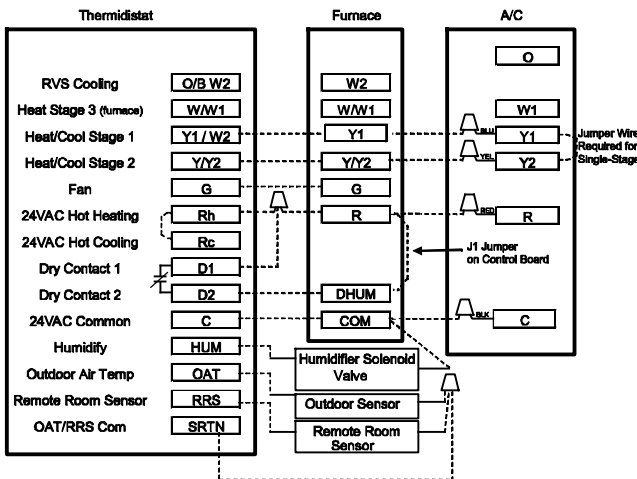 Thermidistat Furnace A/C
O
RVS Cooling O/B W2 W2
Heat Stage 3 (furnace) W/W1 W/W1 W1
Heat/Cool Stage 1 Y1 / W2 Y1 BLU Y1 Jumper Wire
Required for
Single-Stage
Heat/Cool Stage 2 Y/Y2 Y/Y2 YEL Y2
Fan G G
24VAC Hot Heating Rh R RED R
24VAC Hot Cooling Rc
J1 Jumper
on Control Board
Dry Contact 1 D1
Dry Contact 2 D2 DHUM
24VAC Common C COM BLK C
Humidify HUM
Humidifier Solenoid
Valve
Outdoor Air Temp OAT
Outdoor Sensor
Remote Room Sensor RRS
Remote Room
Sensor
OAT/RRS Com SRTN